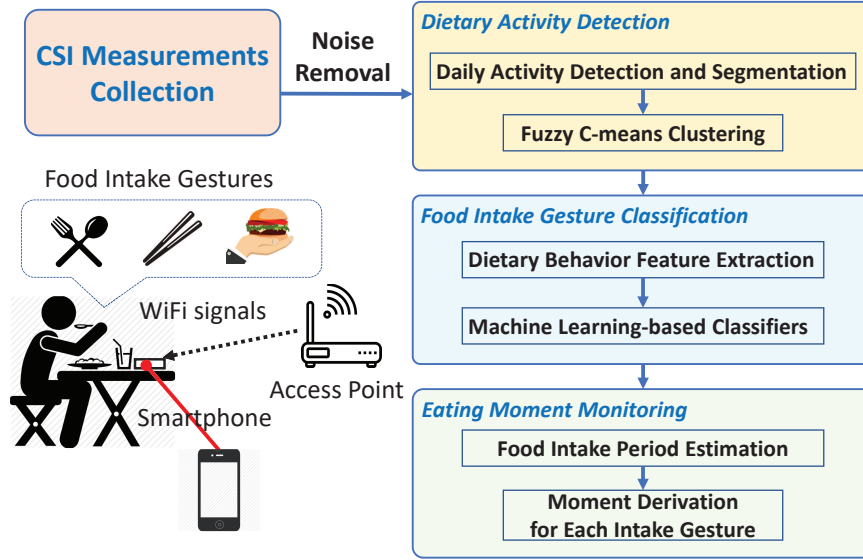 CSI Measurements
Collection
Noise
Removal
Dietary Activity Detection
Daily Activity Detection and Segmentation
Fuzzy C-means Clustering
Food Intake Gestures
WiFi signals
Access Point
Smartphone
Food Intake Gesture Classification
Dietary Behavior Feature Extraction
Machine Learning-based Classifiers
Eating Moment Monitoring
Food Intake Period Estimation
Moment Derivation
for Each Intake Gesture